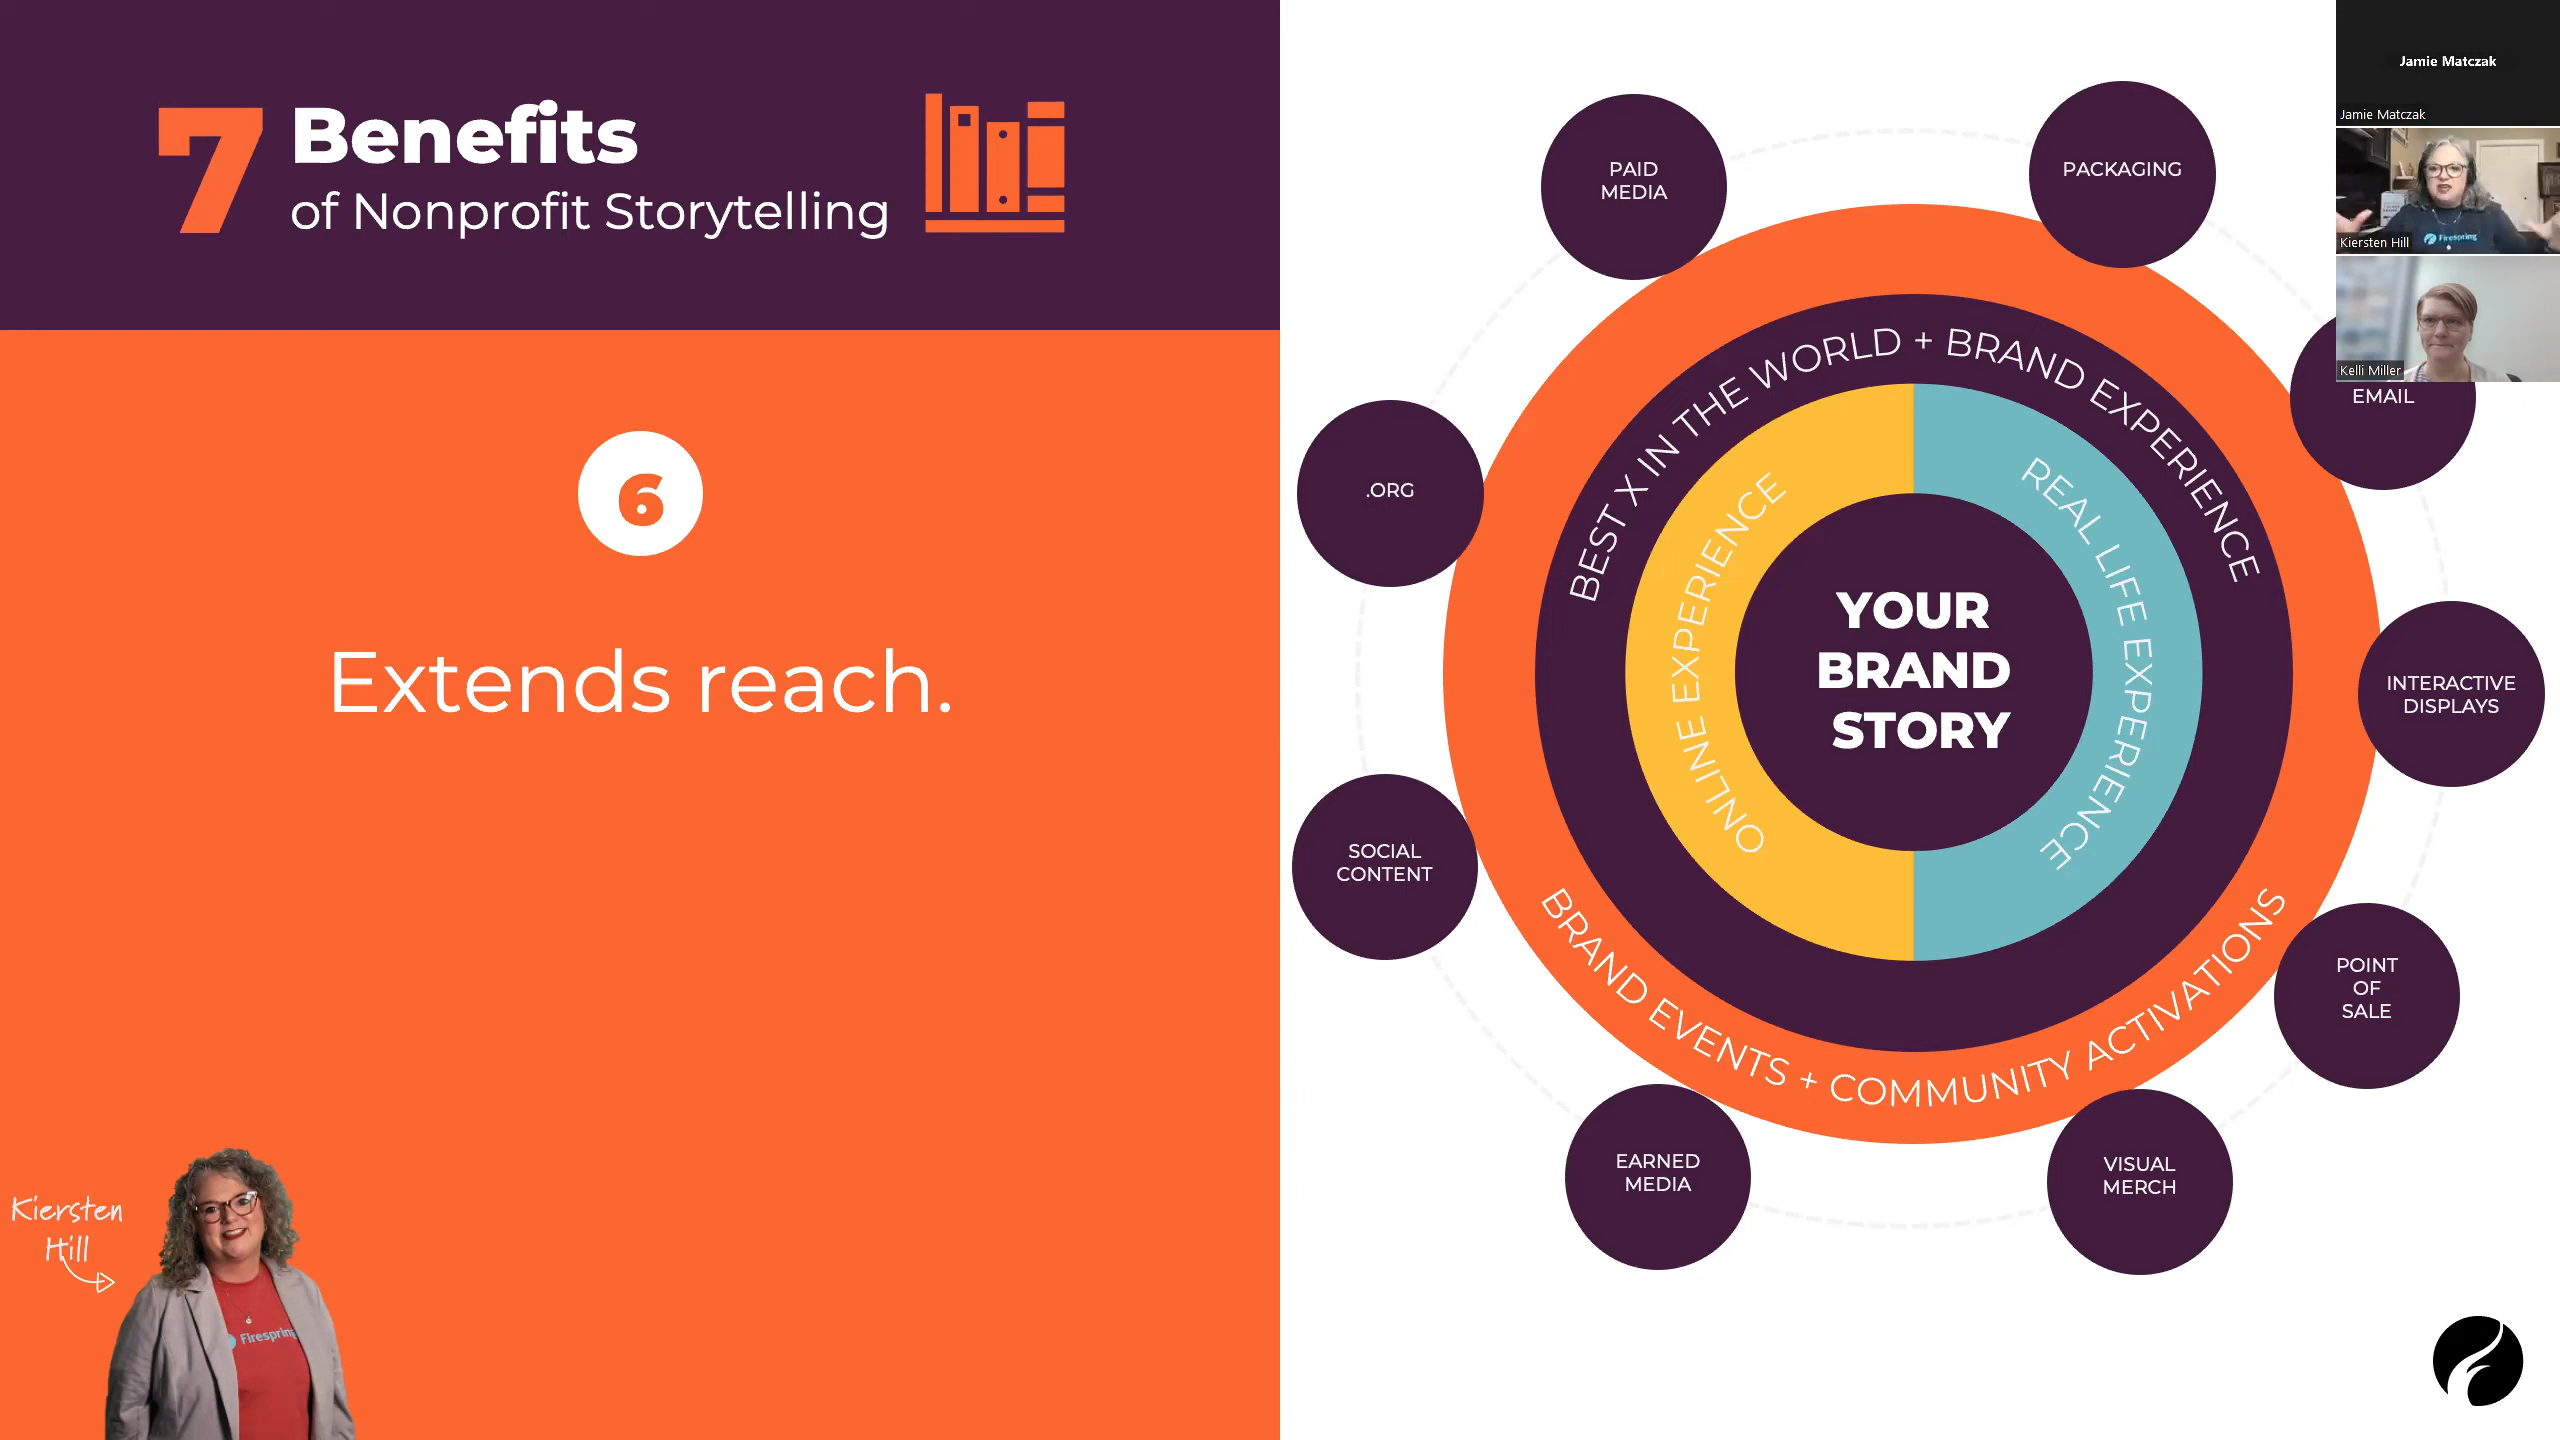 7 Benefits
of Nonprofit Storytelling
6
Extends reach.
Kiersten
Hill
Firespring
PAID
MEDIA
PACKAGING
.ORG
EMAIL
SOCIAL
CONTENT
INTERACTIVE
DISPLAYS
POINT
OF
SALE
EARNED
MEDIA
VISUAL
MERCH
BEST X IN THE WORLD + BRAND EXPERIENCE
ONLINE EXPERIENCE
REAL LIFE EXPERIENCE
YOUR
BRAND
STORY
BRAND EVENTS + COMMUNITY ACTIVATIONS
Jamie Matczak
Jamie Matczak
Firespring
Kiersten Hill
Kelli Miller